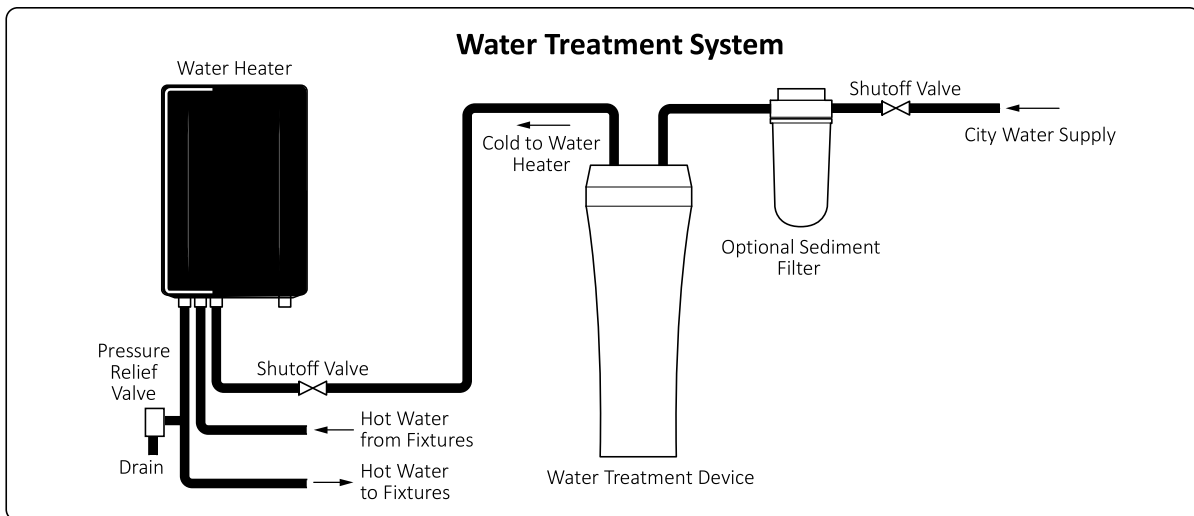 Water Treatment System
Water Heater
Shutoff Valve
City Water Supply
Cold to Water
Heater
Optional Sediment
Filter
Pressure
Relief
Valve
Shutoff Valve
Hot Water
from Fixtures
Drain
Hot Water
to Fixtures
Water Treatment Device